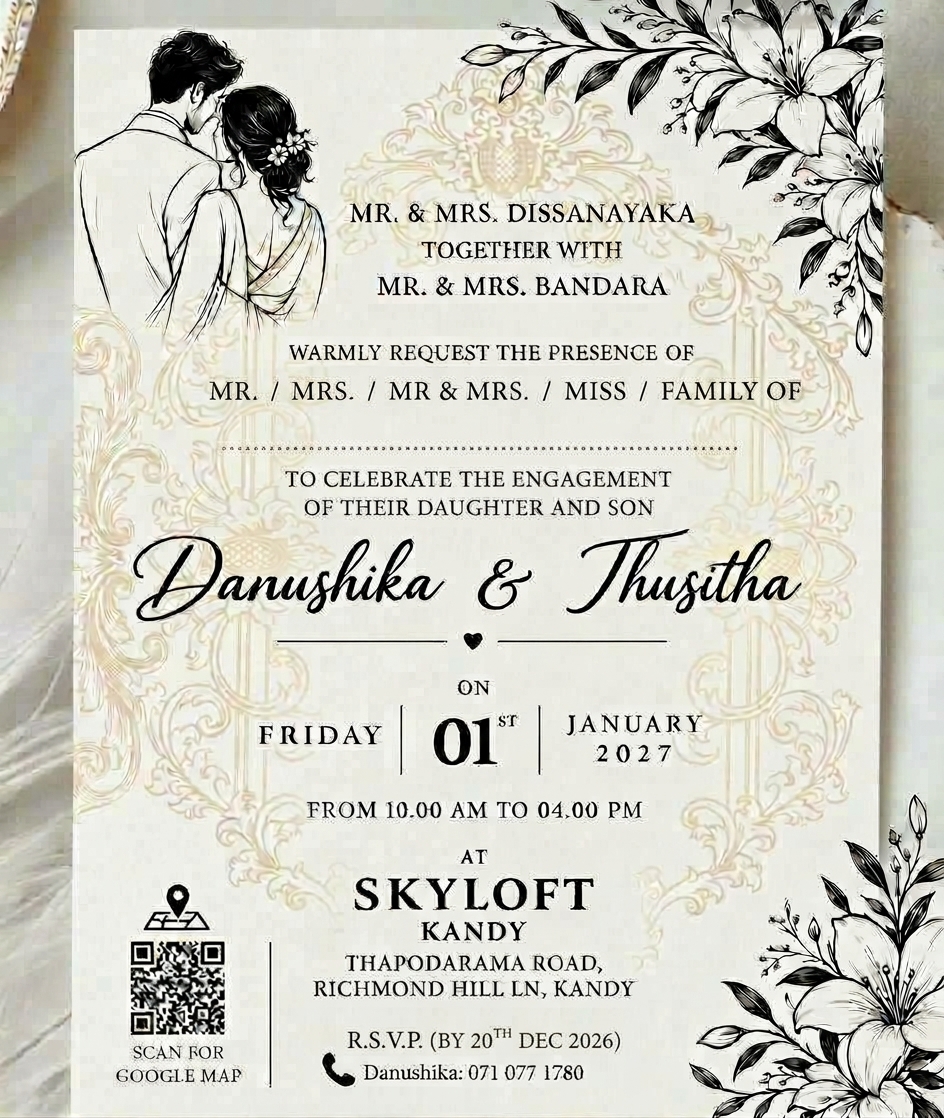 MR. & MRS. DISSANAYAKA
TOGETHER WITH
MR. & MRS. BANDARA
WARMLY REQUEST THE PRESENCE OF
MR. / MRS. / MR & MRS. / MISS / FAMILY OF
TO CELEBRATE THE ENGAGEMENT
OF THEIR DAUGHTER AND SON
Danushika & Thusitha
ON
FRIDAY 01ST JANUARY 2027
FROM 10.00 AM TO 04.00 PM
AT
SKYLOFT
KANDY
THAPODARAMA ROAD,
RICHMOND HILL LN, KANDY
R.S.V.P. (BY 20TH DEC 2026)
Danushika: 071 077 1780
SCAN FOR
GOOGLE MAP